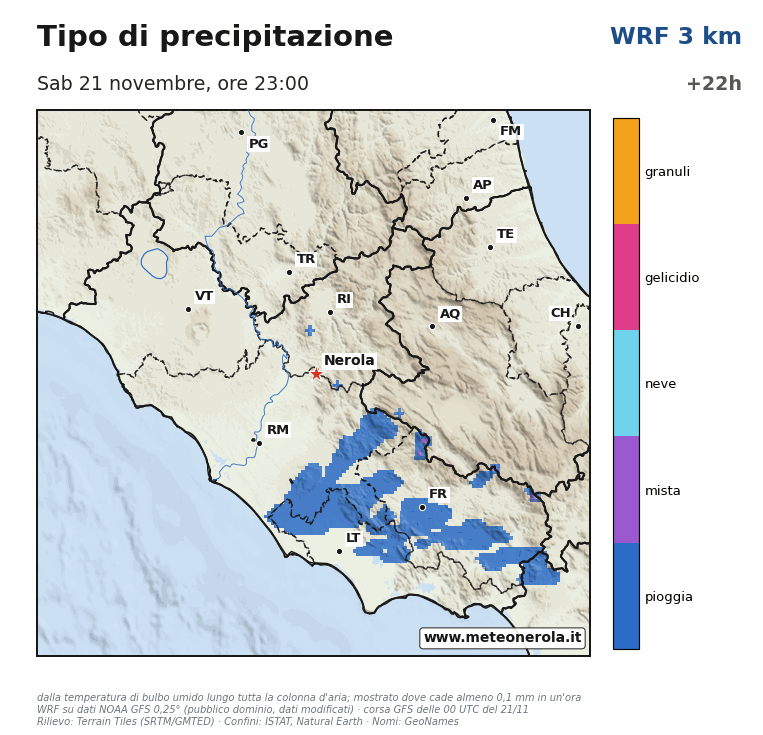 Tipo di precipitazione
WRF 3 km
Sab 21 novembre, ore 23:00
+22h
FM
PG
AP
TE
TR
VT
RI
AQ
CH
Nerola
RM
FR
LT
www.meteonerola.it
granuli
gelicidio
neve
mista
pioggia
dalla temperatura di bulbo umido lungo tutta la colonna d'aria; mostrato dove cade almeno 0,1 mm in un'ora
WRF su dati NOAA GFS 0,25° (pubblico dominio, dati modificati) · corsa GFS delle 00 UTC del 21/11
Rilievo: Terrain Tiles (SRTM/GMTED) · Confini: ISTAT, Natural Earth · Nomi: GeoNames